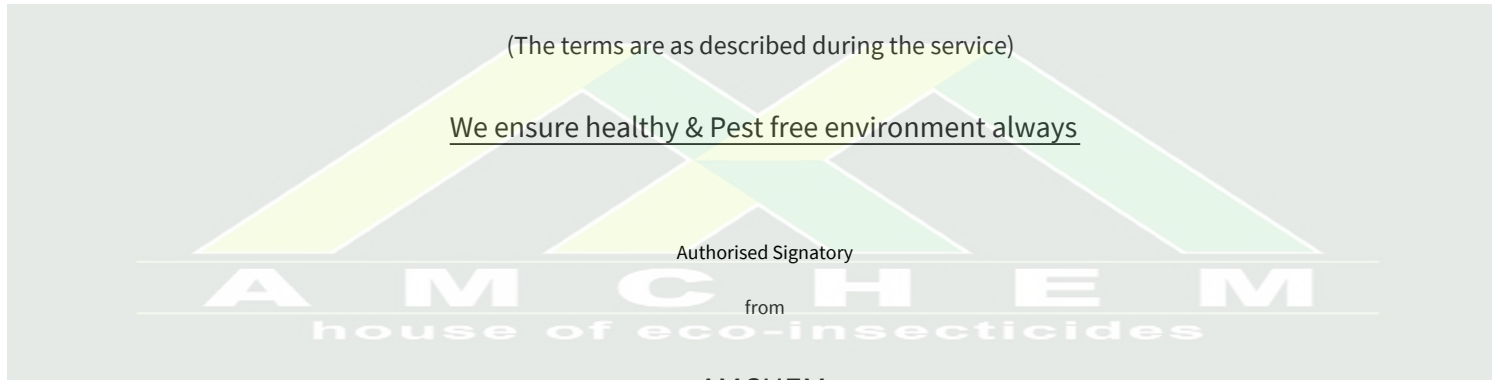 (The terms are as described during the service)
We ensure healthy & Pest free environment always
Authorised Signatory
A M C H E M
from
house of eco-insecticides
AMCHEM